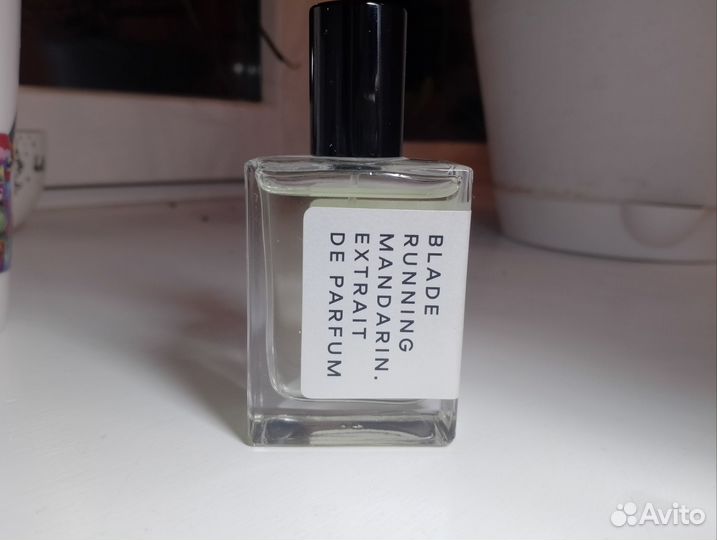 BLADE
RUNNING
MANDARIN.
EXTRAIT
DE PARFUM
Avito